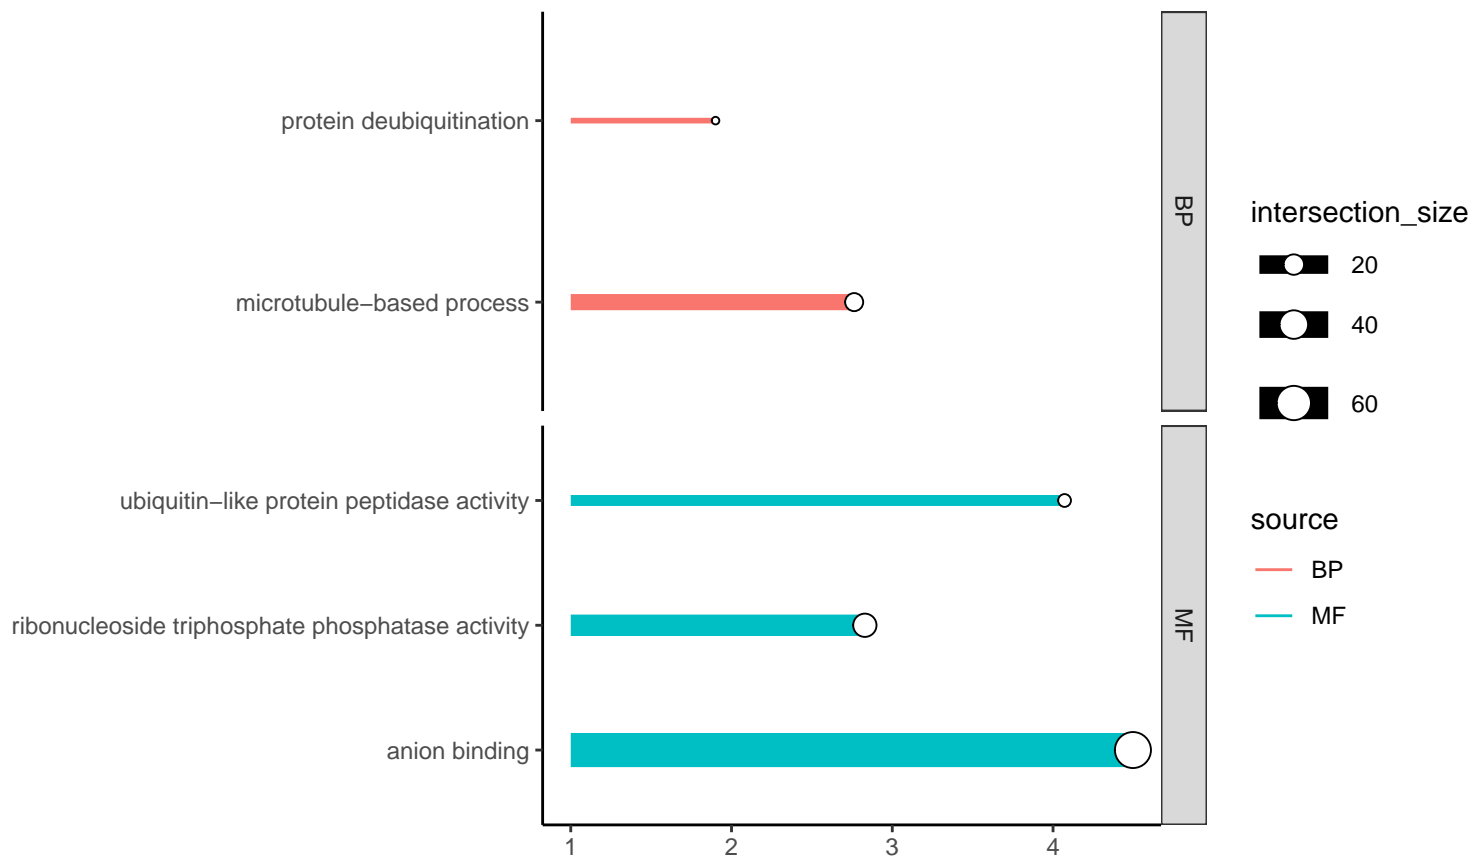 protein deubiquitination
microtubule−based process
BP
ubiquitin−like protein peptidase activity
ribonucleoside triphosphate phosphatase activity
anion binding
MF
1 2 3 4
intersection_size
20
40
60
source
BP
MF